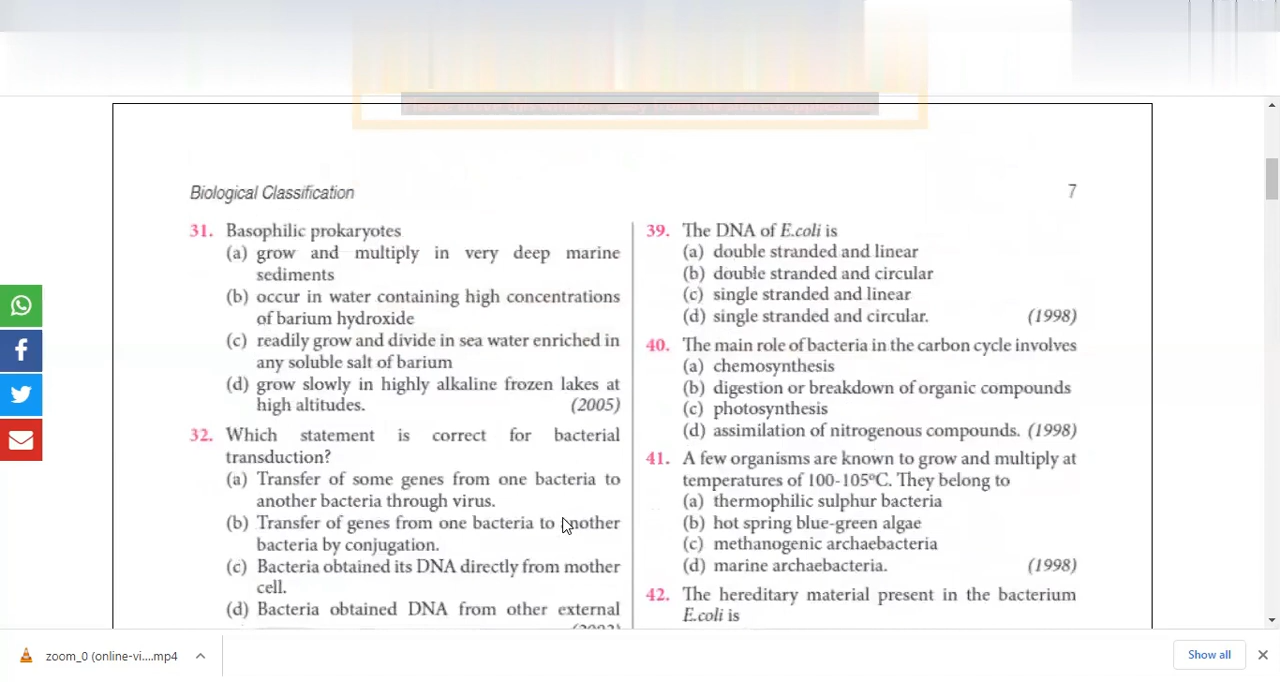 Biological Classification
7
31. Basophilic prokaryotes
(a) grow and multiply in very deep marine
sediments
(b) occur in water containing high concentrations
of barium hydroxide
(c) readily grow and divide in sea water enriched in
any soluble salt of barium
(d) grow slowly in highly alkaline frozen lakes at
high altitudes. (2005)
32. Which statement is correct for bacterial
transduction?
(a) Transfer of some genes from one bacteria to
another bacteria through virus.
(b) Transfer of genes from one bacteria to another
bacteria by conjugation.
(c) Bacteria obtained its DNA directly from mother
cell.
(d) Bacteria obtained DNA from other external
39. The DNA of E.coli is
(a) double stranded and linear
(b) double stranded and circular
(c) single stranded and linear
(d) single stranded and circular. (1998)
40. The main role of bacteria in the carbon cycle involves
(a) chemosynthesis
(b) digestion or breakdown of organic compounds
(c) photosynthesis
(d) assimilation of nitrogenous compounds. (1998)
41. A few organisms are known to grow and multiply at
temperatures of 100-105°C. They belong to
(a) thermophilic sulphur bacteria
(b) hot spring blue-green algae
(c) methanogenic archaebacteria
(d) marine archaebacteria. (1998)
42. The hereditary material present in the bacterium
E.coli is
zoom_0 (online-vi....mp4
Show all